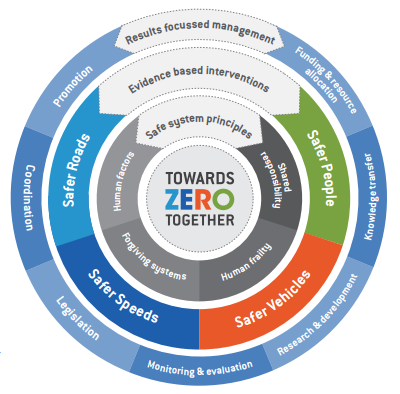 Results focussed management
Funding & resource
allocation
Knowledge transfer
Research & development
Monitoring & evaluation
Legislation
Coordination
Promotion
Evidence based interventions
Safer People
Safer Vehicles
Safer Speeds
Safer Roads
Safe system principles
Shared
responsibility
Human frailty
Forgiving systems
Human factors
TOWARDS
ZERO
TOGETHER